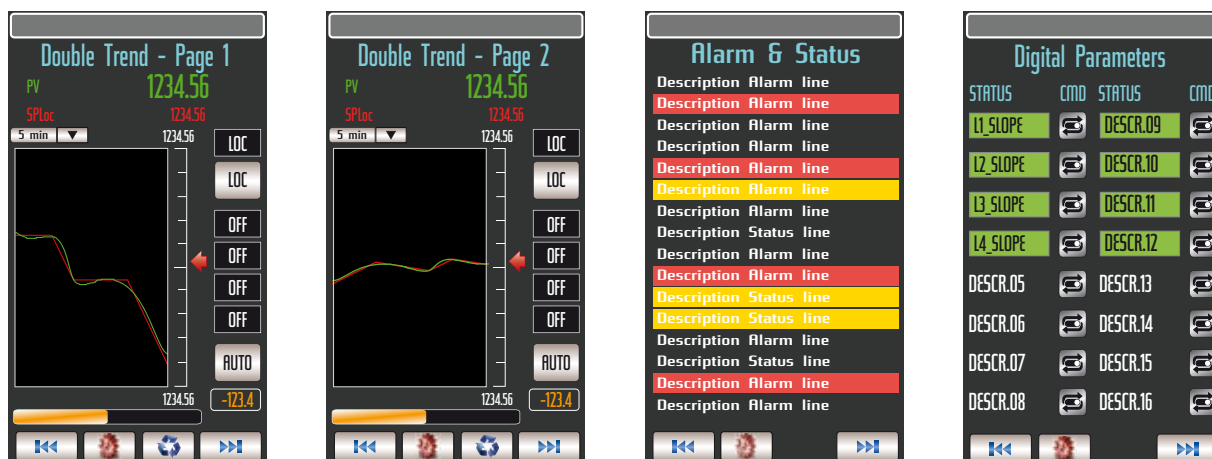 Double Trend - Page 1
PV 1234.56
SPLoc 1234.56
5 min 1234.56
LOC
LOC
OFF
OFF
OFF
OFF
AUTO
1234.56 -123.4
Double Trend - Page 2
PV 1234.56
SPLoc 1234.56
5 min 1234.56
LOC
LOC
OFF
OFF
OFF
OFF
AUTO
1234.56 -123.4
Alarm & Status
Description Alarm line
Description Alarm line
Description Alarm line
Description Alarm line
Description Alarm line
Description Alarm line
Description Alarm line
Description Status line
Description Alarm line
Description Alarm line
Description Status line
Description Status line
Description Alarm line
Description Status line
Description Alarm line
Description Alarm line
Digital Parameters
STATUS CMD STATUS CMD
L1_SLOPE DESCR.09
L2_SLOPE DESCR.10
L3_SLOPE DESCR.11
L4_SLOPE DESCR.12
DESCR.05 DESCR.13
DESCR.06 DESCR.14
DESCR.07 DESCR.15
DESCR.08 DESCR.16